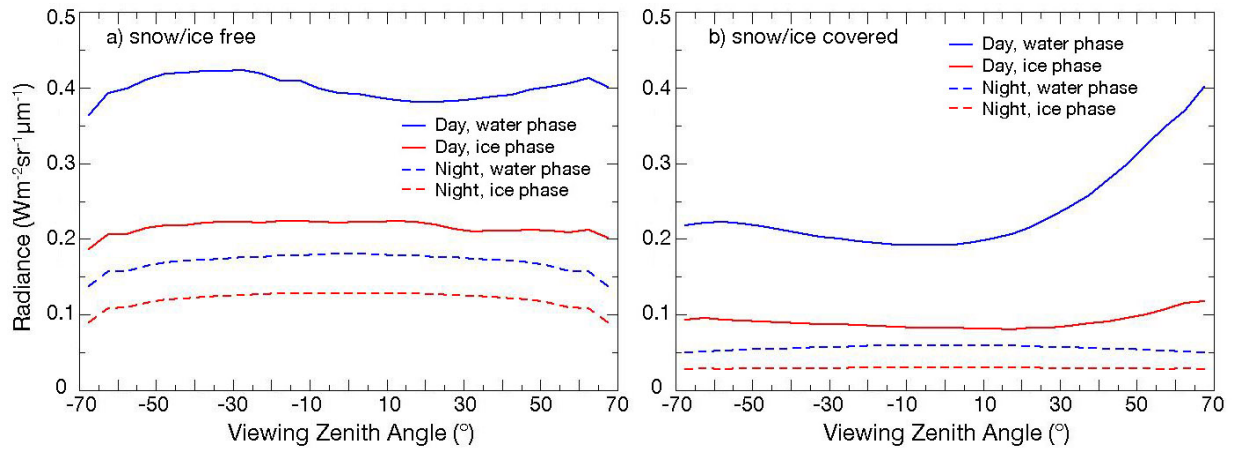 a) snow/ice free
Day, water phase
Day, ice phase
Night, water phase
Night, ice phase
Radiance (Wm⁻²sr⁻¹µm⁻¹)
0.5
0.4
0.3
0.2
0.1
0
-70 -50 -30 -10 10 30 50 70
Viewing Zenith Angle (°)
b) snow/ice covered
Day, water phase
Day, ice phase
Night, water phase
Night, ice phase
0.5
0.4
0.3
0.2
0.1
0
-70 -50 -30 -10 10 30 50 70
Viewing Zenith Angle (°)